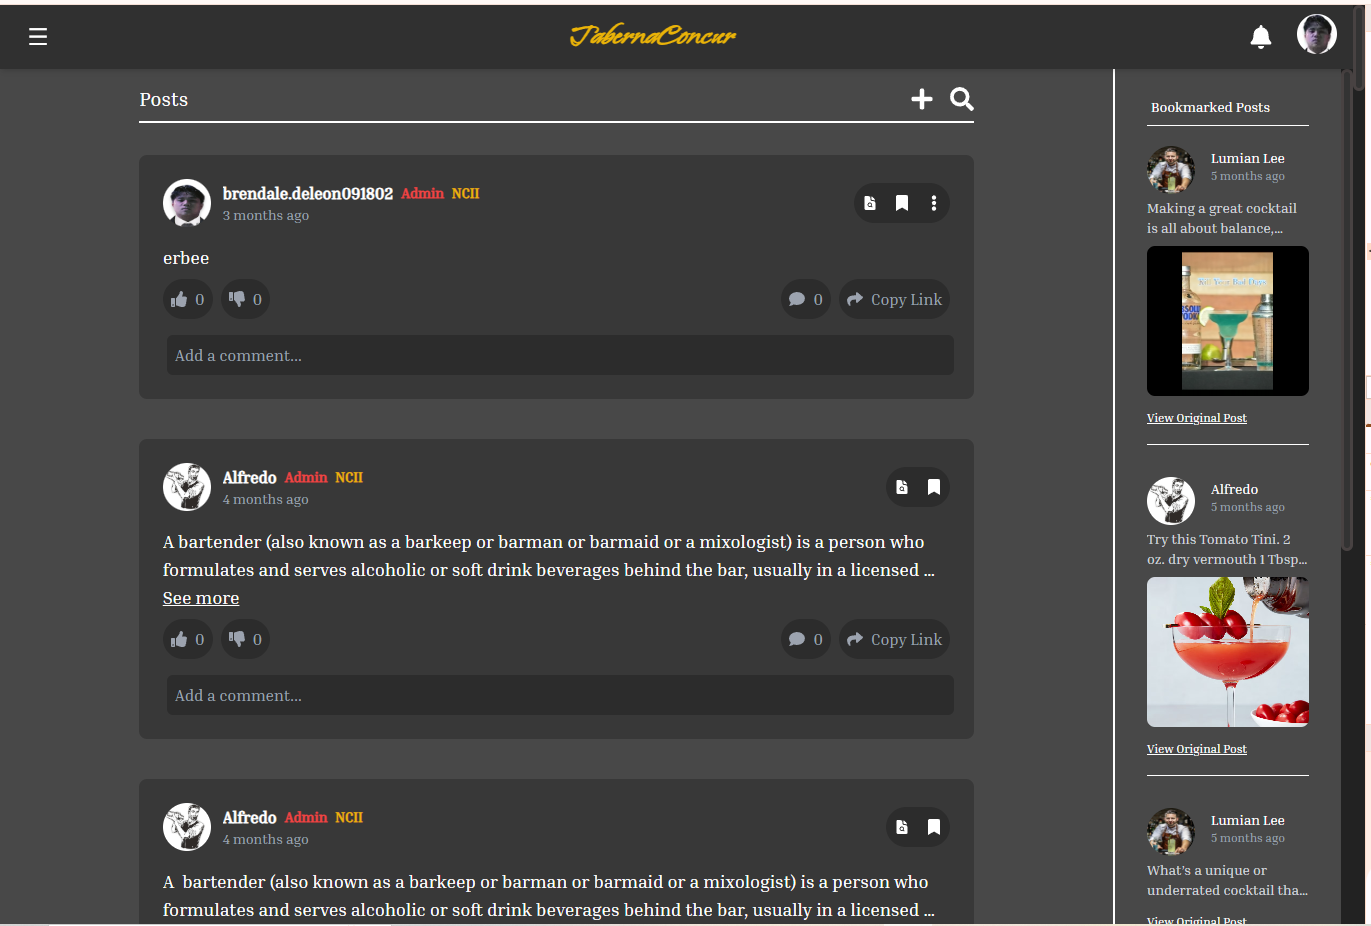 TabernaConcur
Posts
brendale.deleon091802 Admin NCII
3 months ago
erbee
0 0 0 Copy Link
Add a comment...
Alfredo Admin NCII
4 months ago
A bartender (also known as a barkeep or barman or barmaid or a mixologist) is a person who
formulates and serves alcoholic or soft drink beverages behind the bar, usually in a licensed ...
See more
0 0 0 Copy Link
Add a comment...
Alfredo Admin NCII
4 months ago
A bartender (also known as a barkeep or barman or barmaid or a mixologist) is a person who
formulates and serves alcoholic or soft drink beverages behind the bar, usually in a licensed ...
Bookmarked Posts
Lumian Lee
5 months ago
Making a great cocktail
is all about balance,...
View Original Post
Alfredo
5 months ago
Try this Tomato Tini. 2
oz. dry vermouth 1 Tbsp...
View Original Post
Lumian Lee
5 months ago
What's a unique or
underrated cocktail tha...
View Original Post